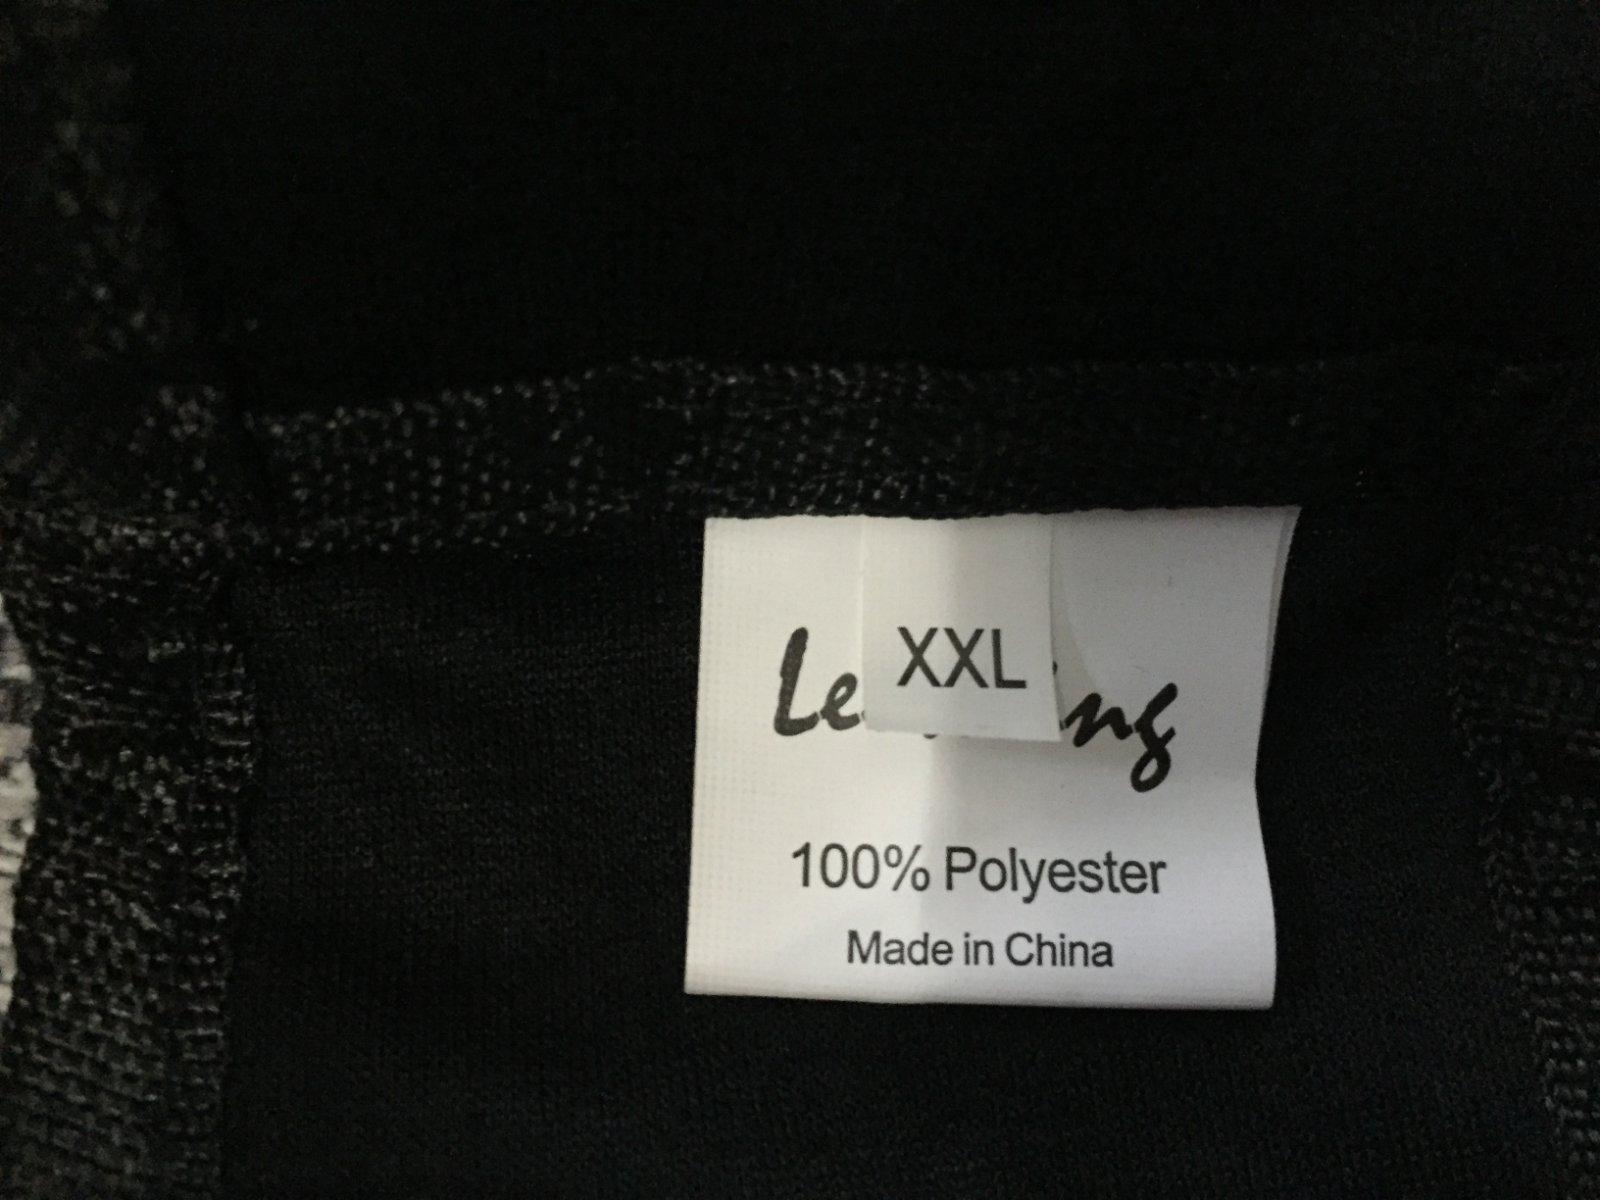 XXL
100% Polyester
Made in China